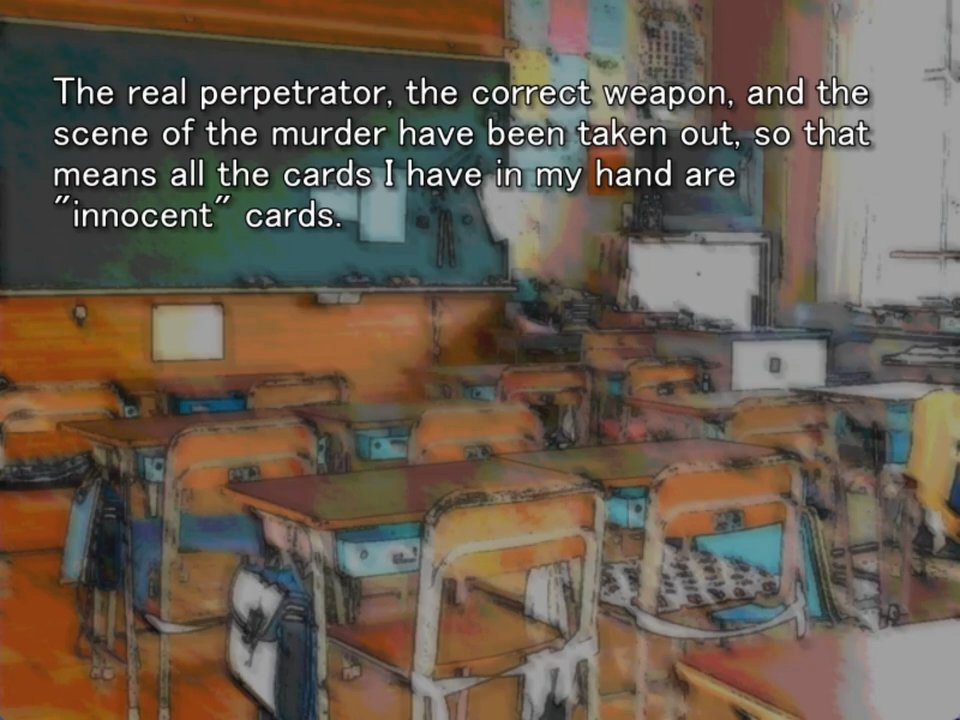 The real perpetrator, the correct weapon, and the
scene of the murder have been taken out, so that
means all the cards I have in my hand are
"innocent" cards.